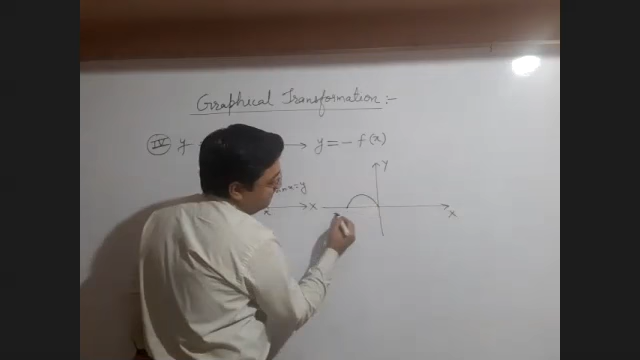 Graphical Transformation :-
IV y → y = - f(x)
= y
y
x x x